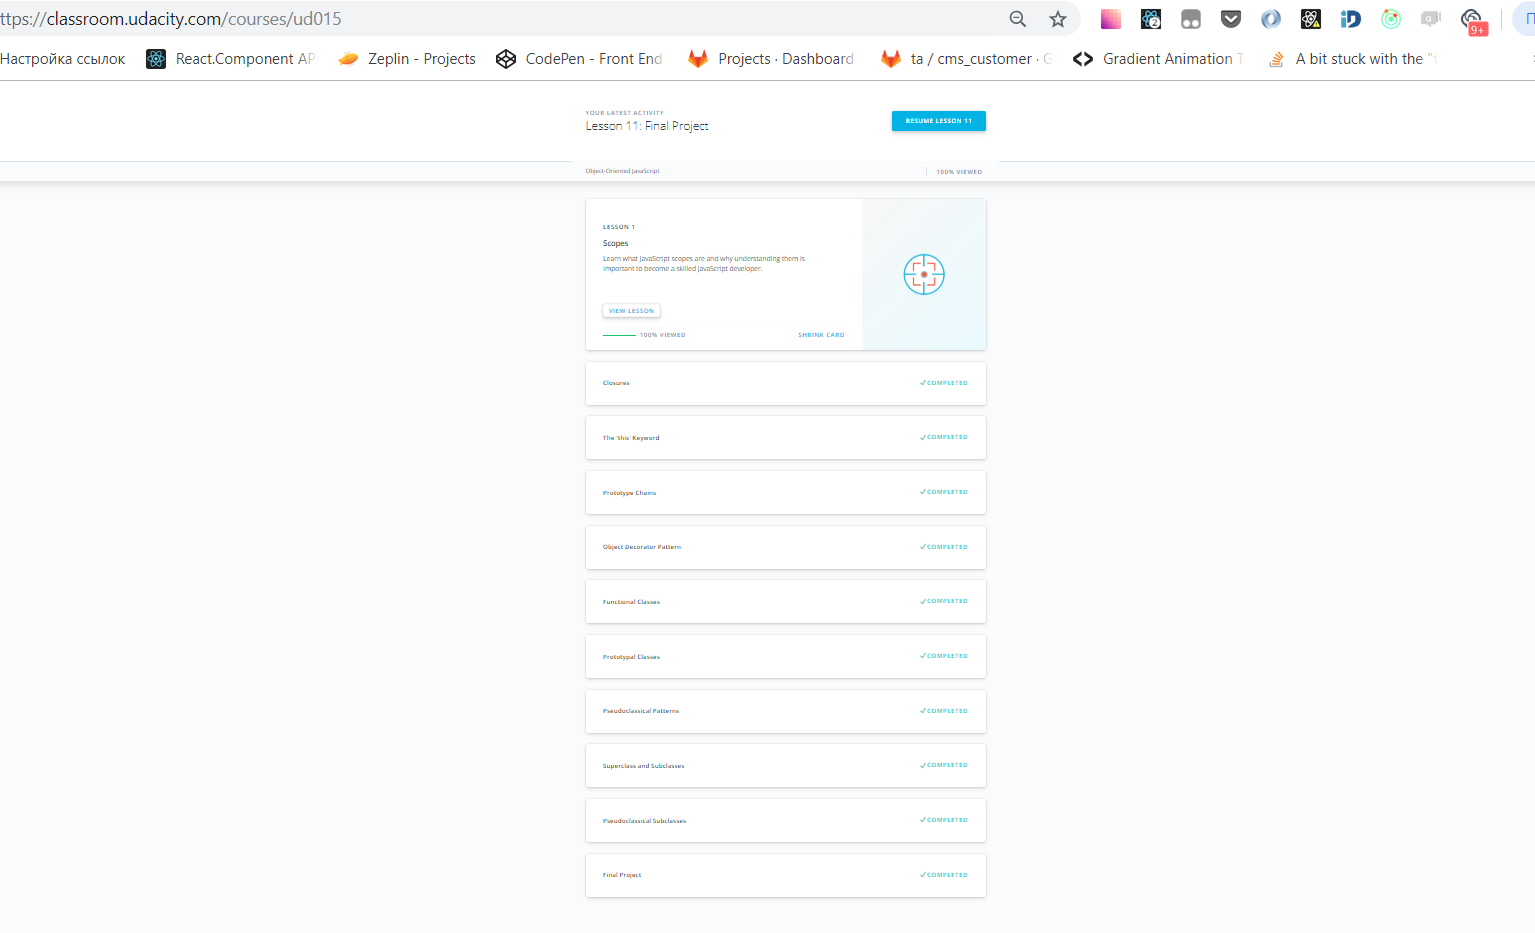 ttps://classroom.udacity.com/courses/ud015
2
9+
Настройка ссылок
React.Component AP
Zeplin - Projects
CodePen - Front End
Projects · Dashboard
ta / cms_customer · G
Gradient Animation T
A bit stuck with the "t
YOUR LATEST ACTIVITY
Lesson 11: Final Project
RESUME LESSON 11
Object-Oriented JavaScript
100% VIEWED
LESSON 1
Scopes
Learn what JavaScript scopes are and why understanding them is
important to become a skilled JavaScript developer.
VIEW LESSON
100% VIEWED
SHRINK CARD
Closures
COMPLETED
The 'this' Keyword
COMPLETED
Prototype Chains
COMPLETED
Object Decorator Pattern
COMPLETED
Functional Classes
COMPLETED
Prototypal Classes
COMPLETED
Pseudoclassical Patterns
COMPLETED
Superclass and Subclasses
COMPLETED
Pseudoclassical Subclasses
COMPLETED
Final Project
COMPLETED